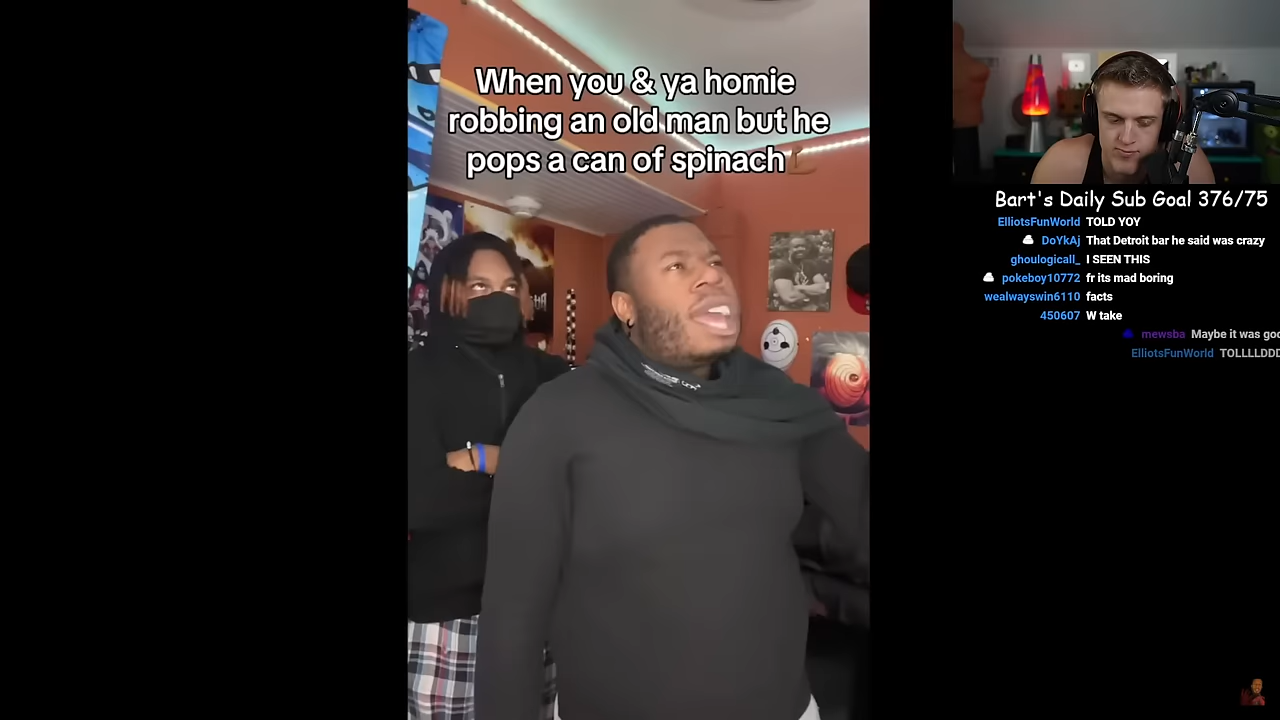 When you & ya homie
robbing an old man but he
pops a can of spinach
Bart's Daily Sub Goal 376/75
ElliotsFunWorld TOLD YOY
DoYkAj That Detroit bar he said was crazy
ghoulogicall_ I SEEN THIS
pokeboy10772 fr its mad boring
wealwayswin6110 facts
450607 W take
mewsba Maybe it was goo
ElliotsFunWorld TOLLLLDDD